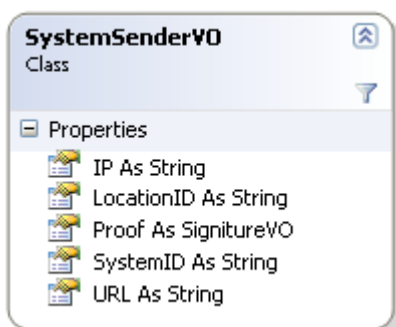 SystemSenderVO
Class
Properties
IP As String
LocationID As String
Proof As SignitureVO
SystemID As String
URL As String